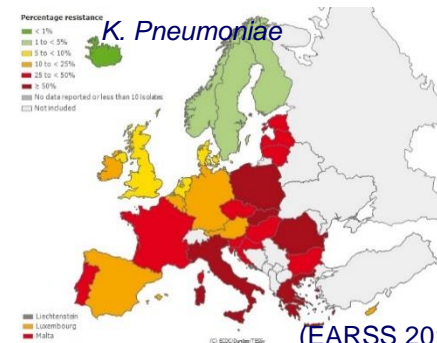 Percentage resistance
K. Pneumoniae
< 1%
1 to < 5%
5 to < 10%
10 to < 25%
25 to < 50%
≥ 50%
No data reported or less than 10 isolates
Not included
Liechtenstein
Luxembourg
Malta
(EARSS 20